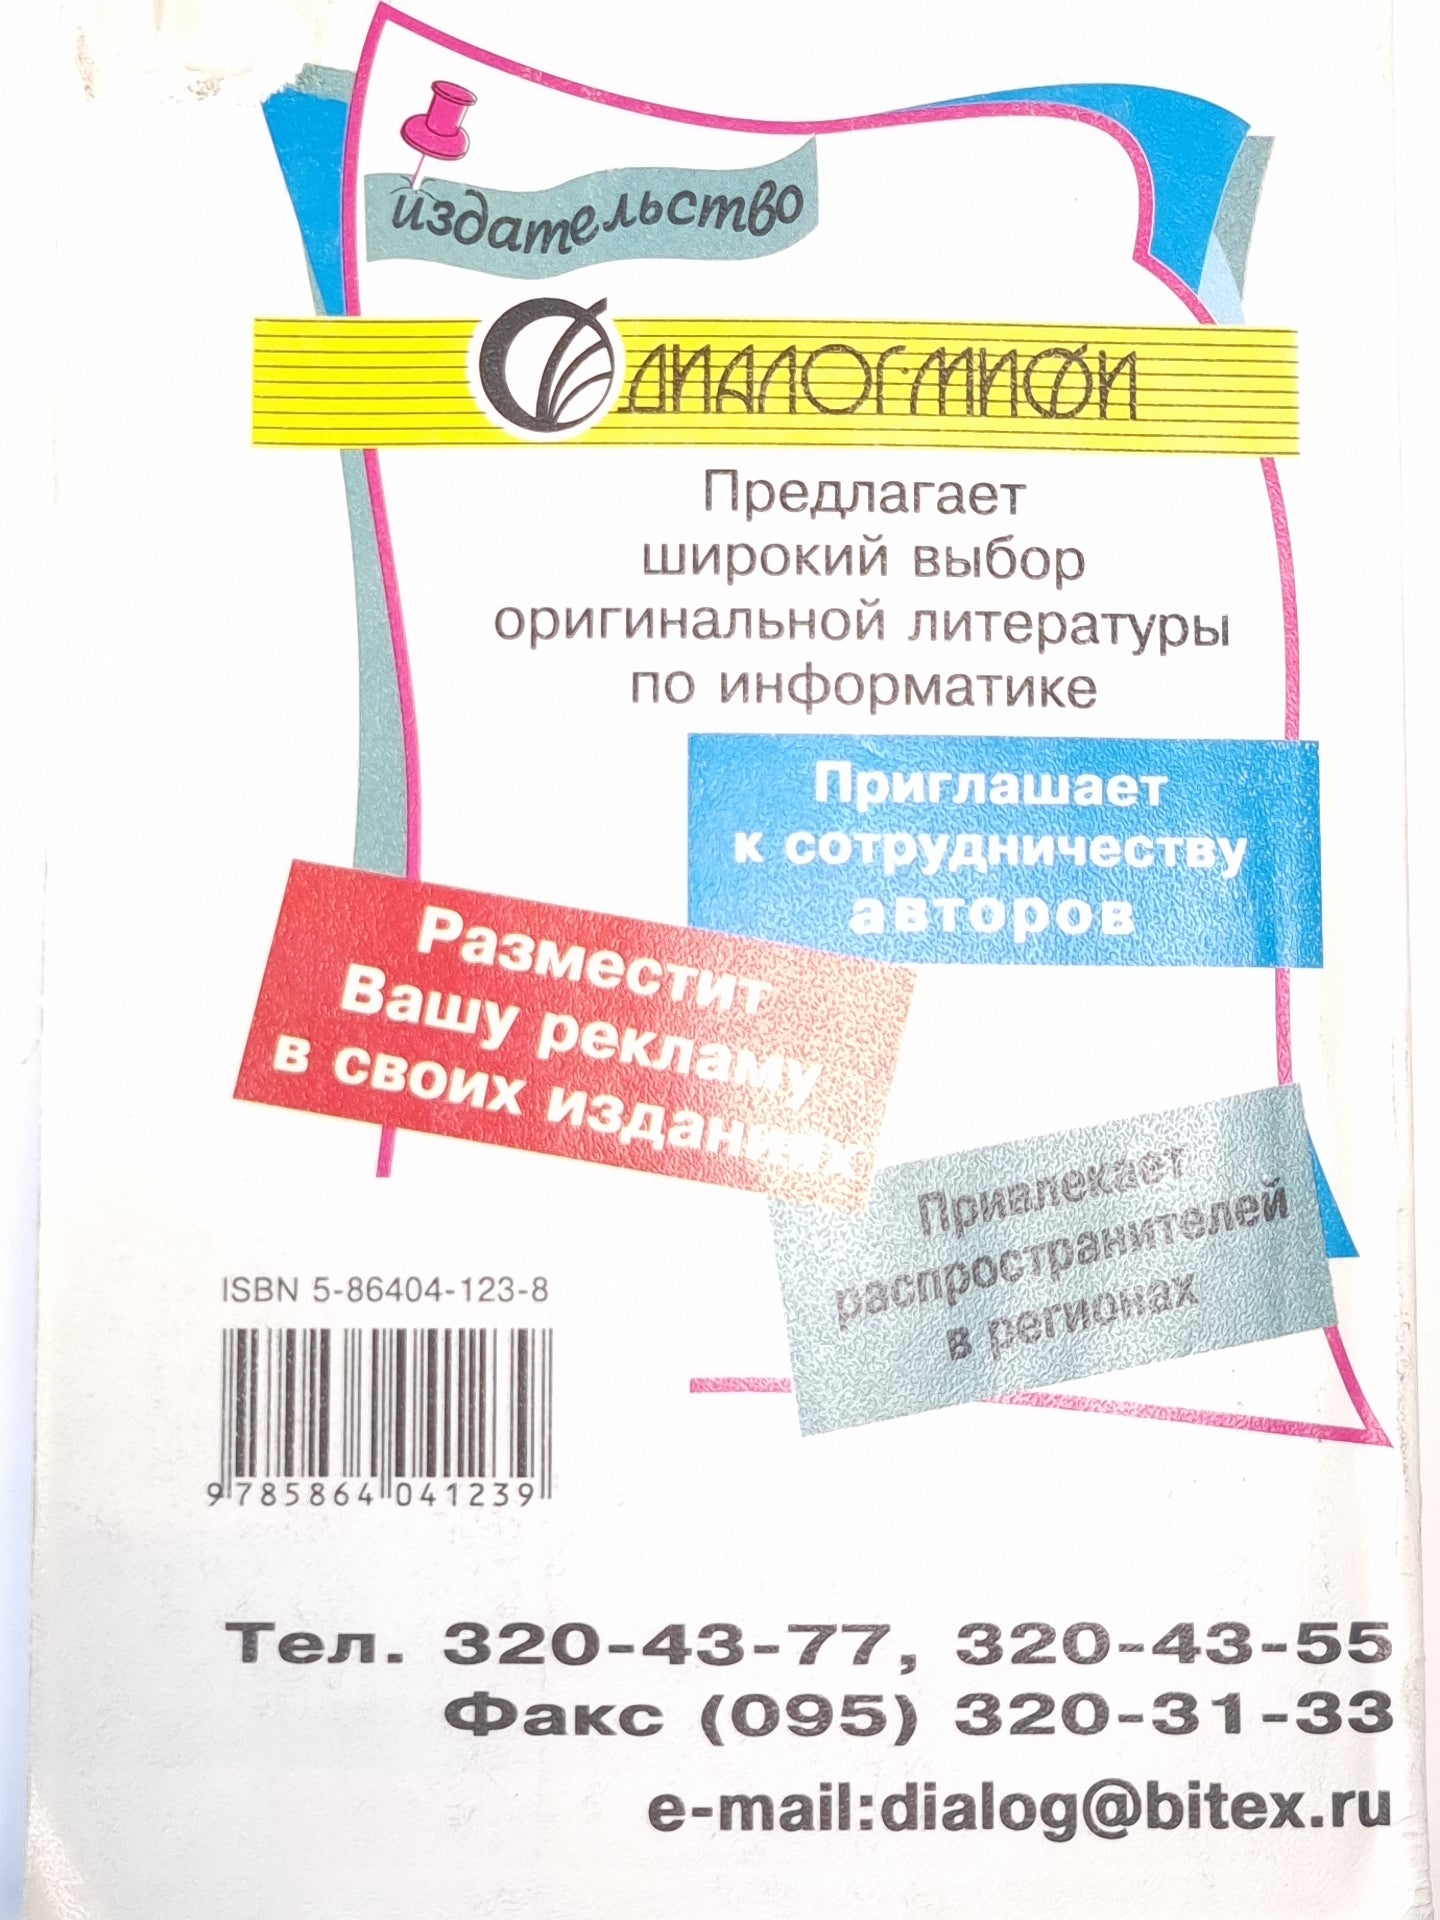 издательство
ДИАЛОГ-МИФИ
Предлагает
широкий выбор
оригинальной литературы
по информатике
Приглашает
к сотрудничеству
авторов
Разместит
Вашу рекламу
в своих изданиях
Привлекает
распространителей
в регионах
ISBN 5-86404-123-8
9 785864 041239
Тел. 320-43-77, 320-43-55
Факс (095) 320-31-33
e-mail:dialog@bitex.ru